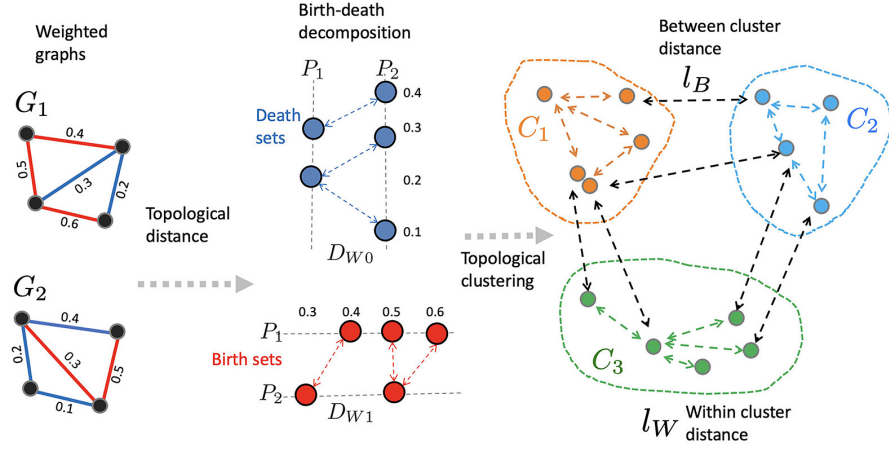 Weighted
graphs
G1
0.4
0.5
0.3
0.2
0.6
G2
0.4
0.2
0.3
0.5
0.1
Topological
distance
Birth-death
decomposition
P1 P2
Death
sets
0.4
0.3
0.2
0.1
DW0
0.3 0.4 0.5 0.6
P1
Birth sets
P2
DW1
Topological
clustering
Between cluster
distance
lB
C1
C2
C3
lW Within cluster
distance